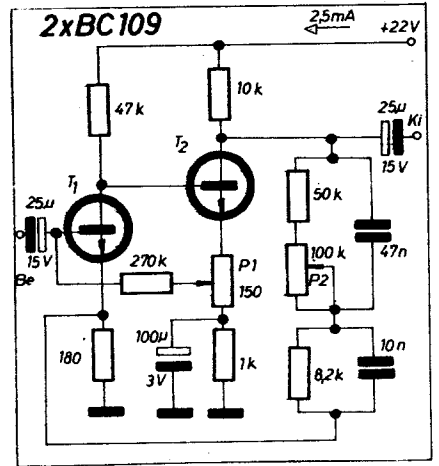 2xBC109
2,5mA
+22V
47k
10k
25µ
Ki
15V
T2
T1
50k
25µ
47n
15V
Be
270k
P1
150
100k
P2
180
100µ
3V
1k
8,2k
10n